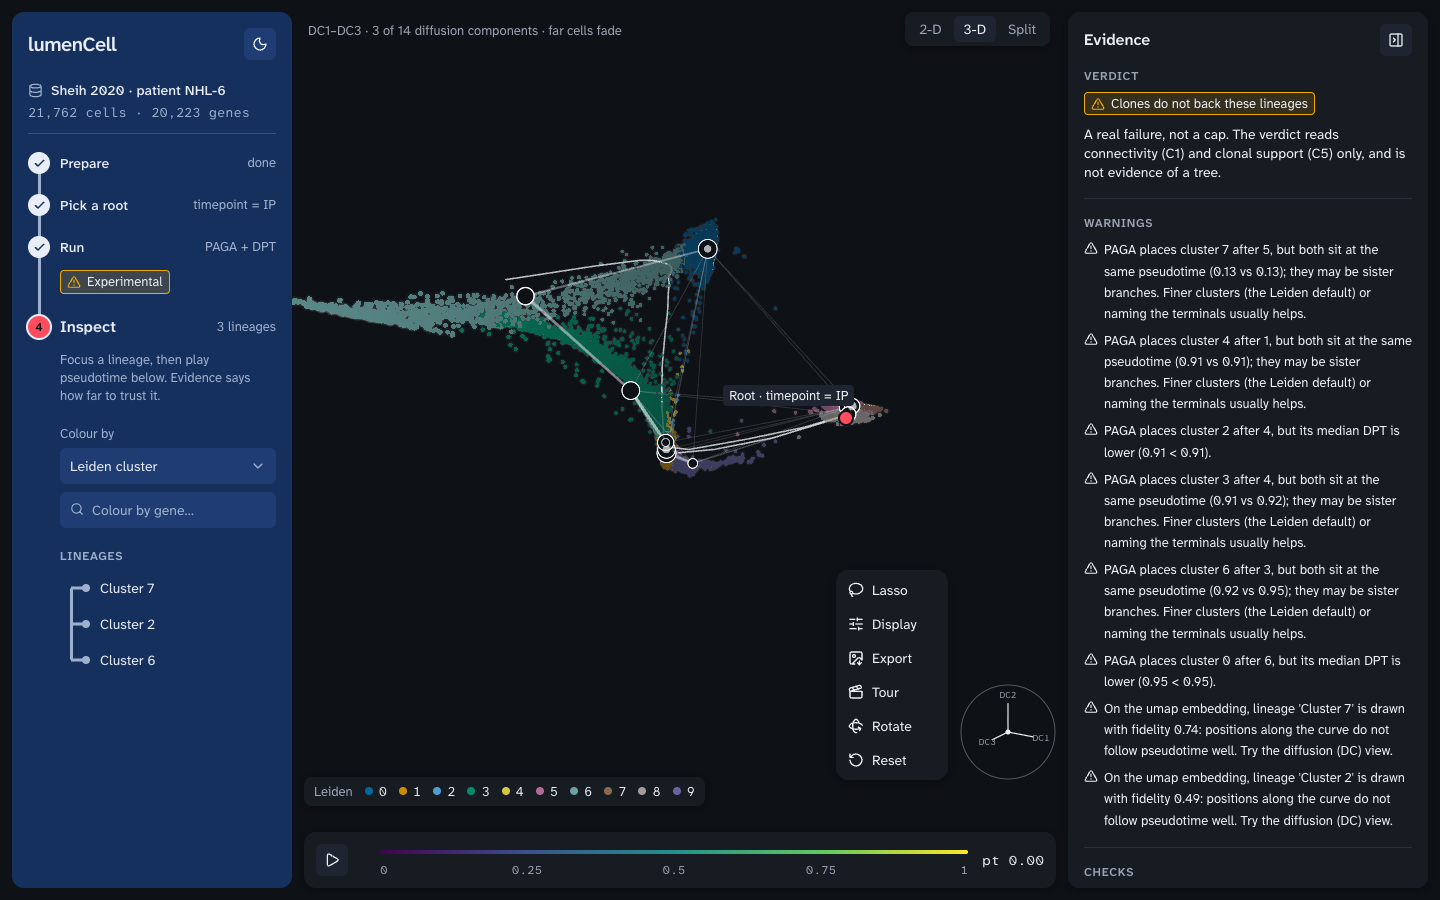 lumenCell
Sheih 2020 · patient NHL-6
21,762 cells · 20,223 genes
Prepare done
Pick a root timepoint = IP
Run PAGA + DPT
Experimental
4 Inspect 3 lineages
Focus a lineage, then play
pseudotime below. Evidence says
how far to trust it.
Colour by
Leiden cluster
Colour by gene...
LINEAGES
Cluster 7
Cluster 2
Cluster 6
DC1–DC3 · 3 of 14 diffusion components · far cells fade
2-D 3-D Split
Root · timepoint = IP
Lasso
Display
Export
Tour
Rotate
Reset
DC2
DC3
DC1
Leiden 0 1 2 3 4 5 6 7 8 9
0 0.25 0.5 0.75 1
pt 0.00
Evidence
VERDICT
Clones do not back these lineages
A real failure, not a cap. The verdict reads
connectivity (C1) and clonal support (C5) only, and is
not evidence of a tree.
WARNINGS
PAGA places cluster 7 after 5, but both sit at the
same pseudotime (0.13 vs 0.13); they may be sister
branches. Finer clusters (the Leiden default) or
naming the terminals usually helps.
PAGA places cluster 4 after 1, but both sit at the same
pseudotime (0.91 vs 0.91); they may be sister
branches. Finer clusters (the Leiden default) or
naming the terminals usually helps.
PAGA places cluster 2 after 4, but its median DPT is
lower (0.91 < 0.91).
PAGA places cluster 3 after 4, but both sit at the
same pseudotime (0.91 vs 0.92); they may be sister
branches. Finer clusters (the Leiden default) or
naming the terminals usually helps.
PAGA places cluster 6 after 3, but both sit at the
same pseudotime (0.92 vs 0.95); they may be sister
branches. Finer clusters (the Leiden default) or
naming the terminals usually helps.
PAGA places cluster 0 after 6, but its median DPT is
lower (0.95 < 0.95).
On the umap embedding, lineage 'Cluster 7' is drawn
with fidelity 0.74: positions along the curve do not
follow pseudotime well. Try the diffusion (DC) view.
On the umap embedding, lineage 'Cluster 2' is drawn
with fidelity 0.49: positions along the curve do not
follow pseudotime well. Try the diffusion (DC) view.
CHECKS